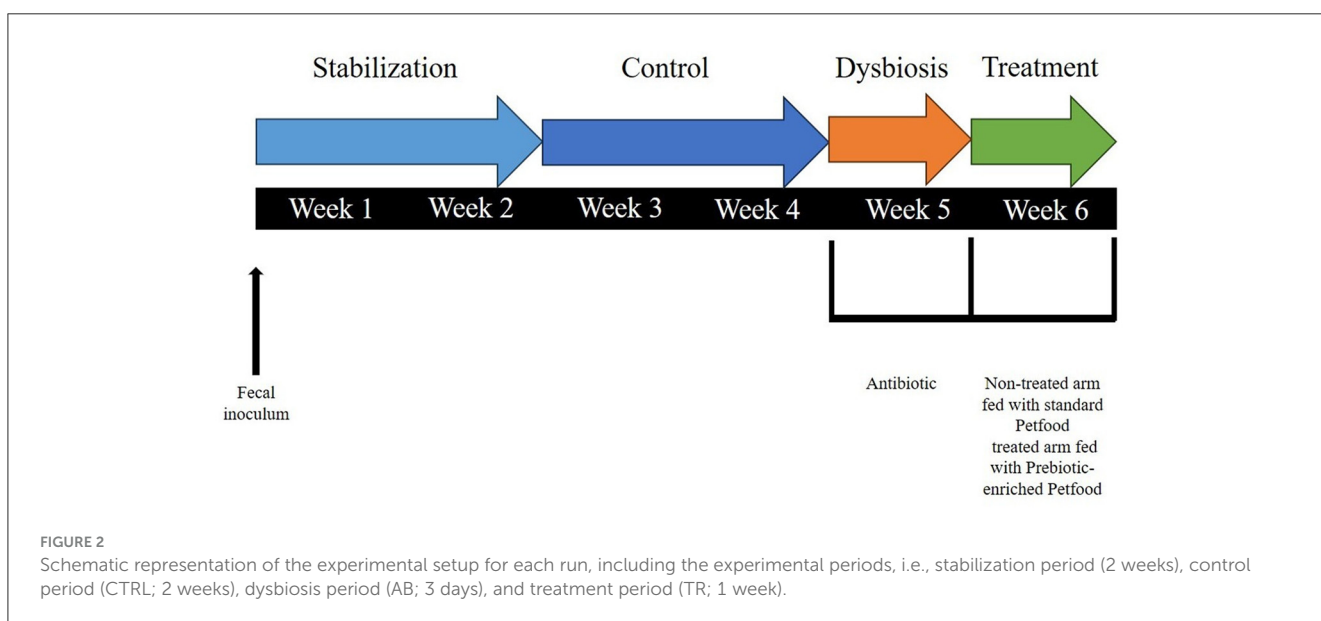 Stabilization Control Dysbiosis Treatment
Week 1 Week 2 Week 3 Week 4 Week 5 Week 6
Fecal
inoculum
Antibiotic
Non-treated arm
fed with standard
Petfood
treated arm fed
with Prebiotic-
enriched Petfood
FIGURE 2
Schematic representation of the experimental setup for each run, including the experimental periods, i.e., stabilization period (2 weeks), control
period (CTRL; 2 weeks), dysbiosis period (AB; 3 days), and treatment period (TR; 1 week).